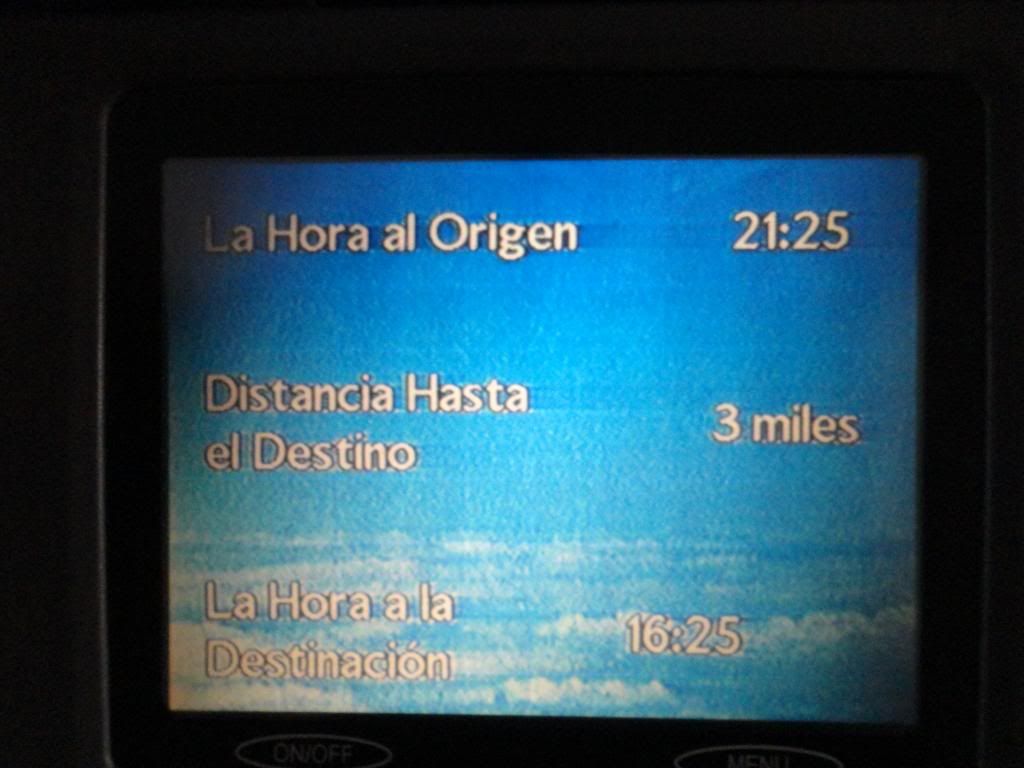 La Hora al Origen 21:25
Distancia Hasta
el Destino 3 miles
La Hora a la
Destinación 16:25
ON/OFF MENU